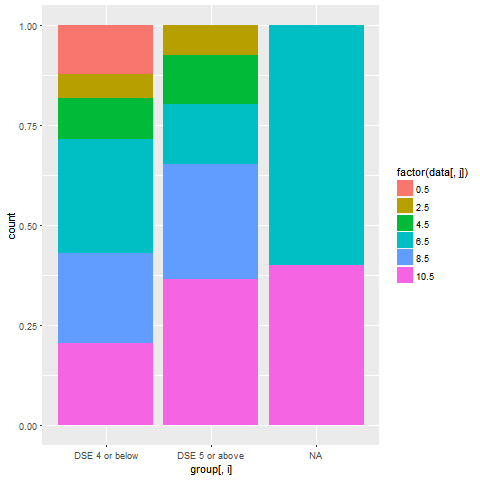 1.00
0.75
0.50
0.25
0.00
count
DSE 4 or below
DSE 5 or above
NA
group[, i]
factor(data[, j])
0.5
2.5
4.5
6.5
8.5
10.5